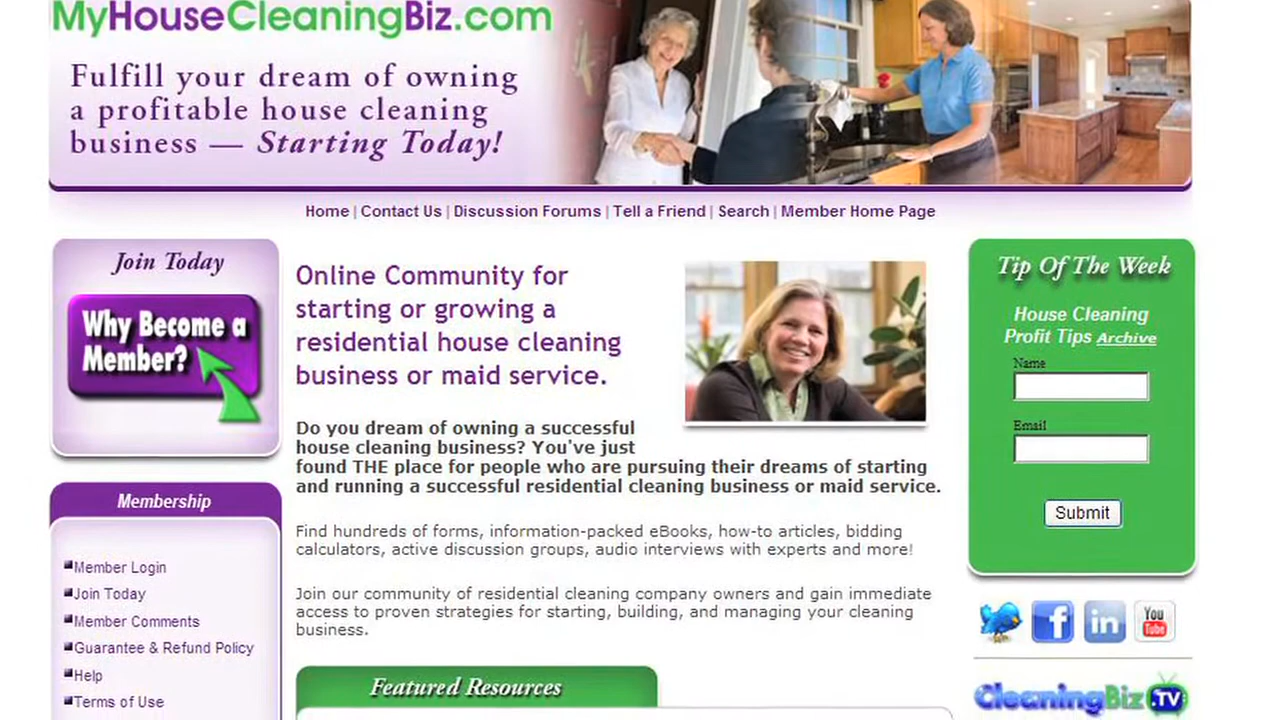 MyHouseCleaningBiz.com
Fulfill your dream of owning
a profitable house cleaning
business — Starting Today!
Home | Contact Us | Discussion Forums | Tell a Friend | Search | Member Home Page
Join Today
Why Become a
Member?
Membership
Member Login
Join Today
Member Comments
Guarantee & Refund Policy
Help
Terms of Use
Online Community for
starting or growing a
residential house cleaning
business or maid service.
Do you dream of owning a successful
house cleaning business? You've just
found THE place for people who are pursuing their dreams of starting
and running a successful residential cleaning business or maid service.
Find hundreds of forms, information-packed eBooks, how-to articles, bidding
calculators, active discussion groups, audio interviews with experts and more!
Join our community of residential cleaning company owners and gain immediate
access to proven strategies for starting, building, and managing your cleaning
business.
Featured Resources
Tip Of The Week
House Cleaning
Profit Tips Archive
Name
Email
Submit
f
in
You
Tube
CleaningBiz.TV